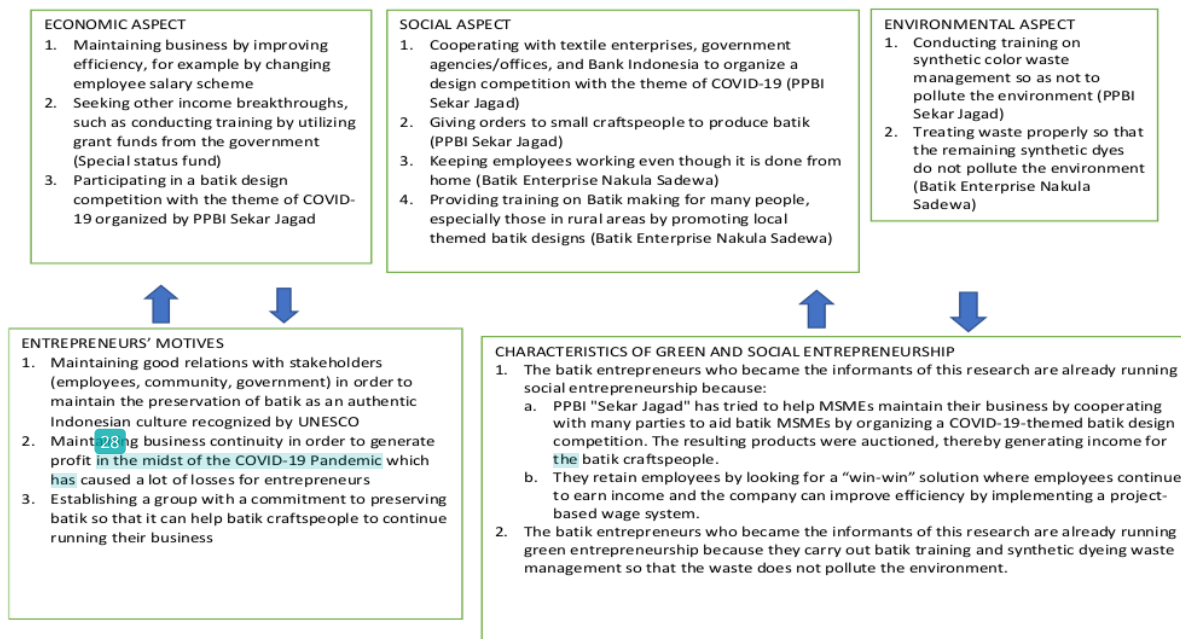 ECONOMIC ASPECT
1. Maintaining business by improving
efficiency, for example by changing
employee salary scheme
2. Seeking other income breakthroughs,
such as conducting training by utilizing
grant funds from the government
(Special status fund)
3. Participating in a batik design
competition with the theme of COVID-
19 organized by PPBI Sekar Jagad
SOCIAL ASPECT
1. Cooperating with textile enterprises, government
agencies/offices, and Bank Indonesia to organize a
design competition with the theme of COVID-19 (PPBI
Sekar Jagad)
2. Giving orders to small craftspeople to produce batik
(PPBI Sekar Jagad)
3. Keeping employees working even though it is done from
home (Batik Enterprise Nakula Sadewa)
4. Providing training on Batik making for many people,
especially those in rural areas by promoting local
themed batik designs (Batik Enterprise Nakula Sadewa)
ENVIRONMENTAL ASPECT
1. Conducting training on
synthetic color waste
management so as not to
pollute the environment (PPBI
Sekar Jagad)
2. Treating waste properly so that
the remaining synthetic dyes
do not pollute the environment
(Batik Enterprise Nakula
Sadewa)
ENTREPRENEURS' MOTIVES
1. Maintaining good relations with stakeholders
(employees, community, government) in order to
maintain the preservation of batik as an authentic
Indonesian culture recognized by UNESCO
2. Maintaining business continuity in order to generate
28
profit in the midst of the COVID-19 Pandemic which
has caused a lot of losses for entrepreneurs
3. Establishing a group with a commitment to preserving
batik so that it can help batik craftspeople to continue
running their business
CHARACTERISTICS OF GREEN AND SOCIAL ENTREPRENEURSHIP
1. The batik entrepreneurs who became the informants of this research are already running
social entrepreneurship because:
a. PPBI "Sekar Jagad" has tried to help MSMEs maintain their business by cooperating
with many parties to aid batik MSMEs by organizing a COVID-19-themed batik design
competition. The resulting products were auctioned, thereby generating income for
the batik craftspeople.
b. They retain employees by looking for a “win-win” solution where employees continue
to earn income and the company can improve efficiency by implementing a project-
based wage system.
2. The batik entrepreneurs who became the informants of this research are already running
green entrepreneurship because they carry out batik training and synthetic dyeing waste
management so that the waste does not pollute the environment.